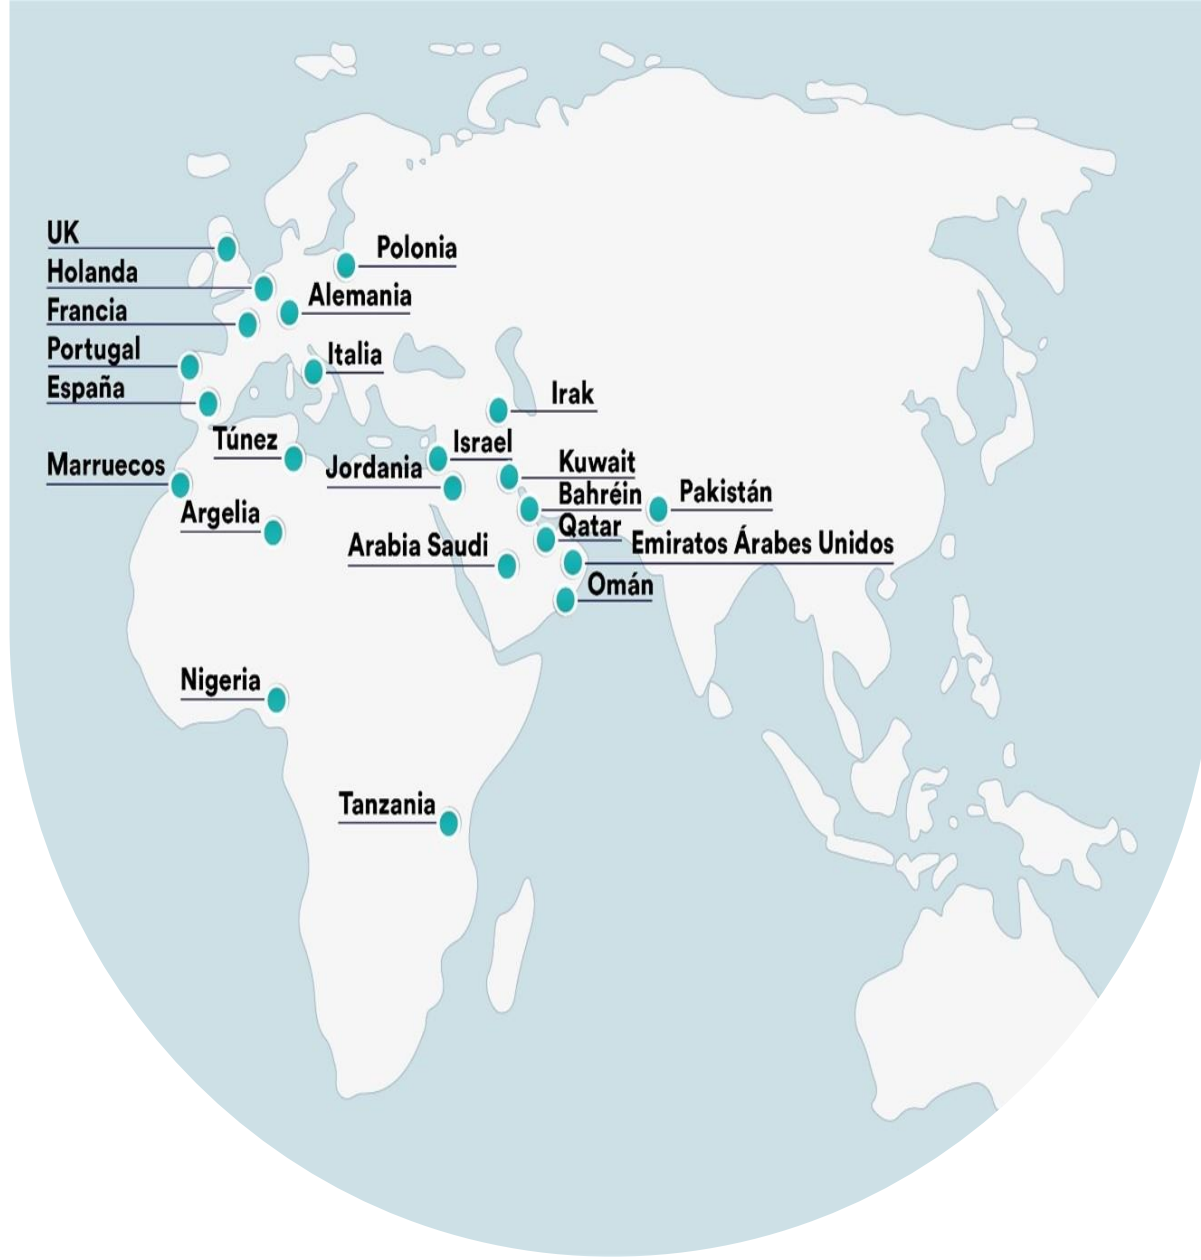 UK
Holanda
Francia
Portugal
España
Polonia
Alemania
Italia
Irak
Túnez
Israel
Marruecos
Jordania
Kuwait
Bahréin
Pakistán
Argelia
Qatar
Arabia Saudi
Emiratos Árabes Unidos
Omán
Nigeria
Tanzania